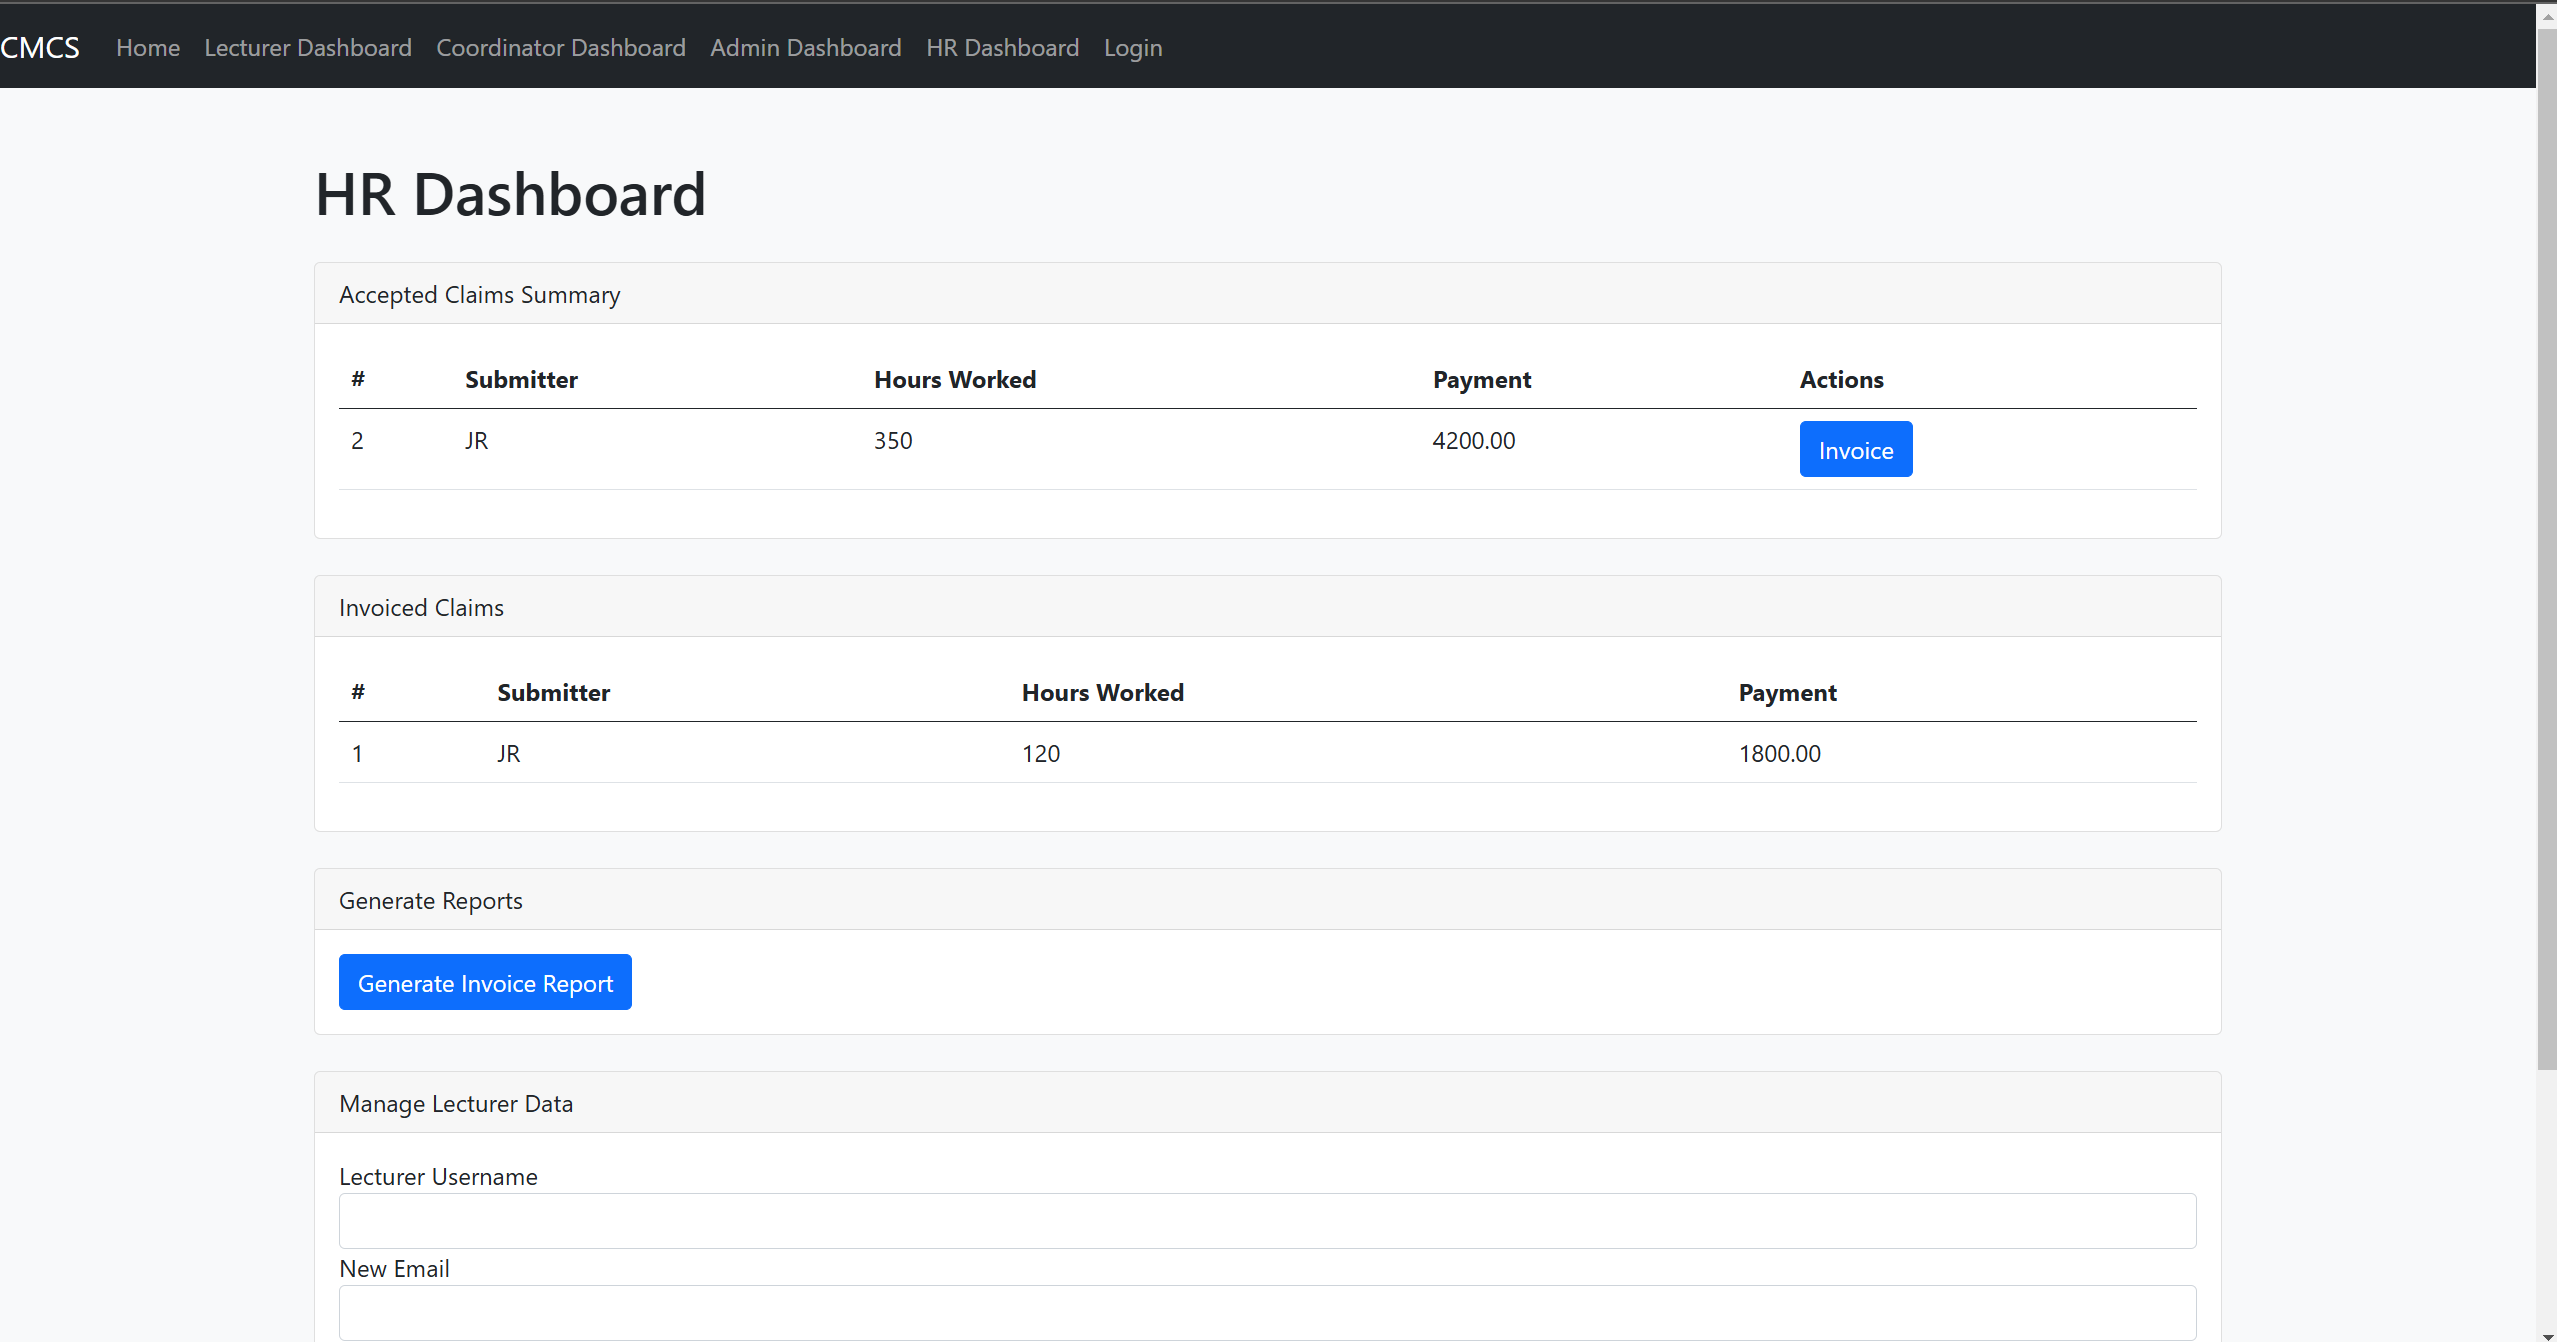 CMCS Home Lecturer Dashboard Coordinator Dashboard Admin Dashboard HR Dashboard Login
HR Dashboard
Accepted Claims Summary
# Submitter Hours Worked Payment Actions
2 JR 350 4200.00 Invoice
Invoiced Claims
# Submitter Hours Worked Payment
1 JR 120 1800.00
Generate Reports
Generate Invoice Report
Manage Lecturer Data
Lecturer Username
New Email